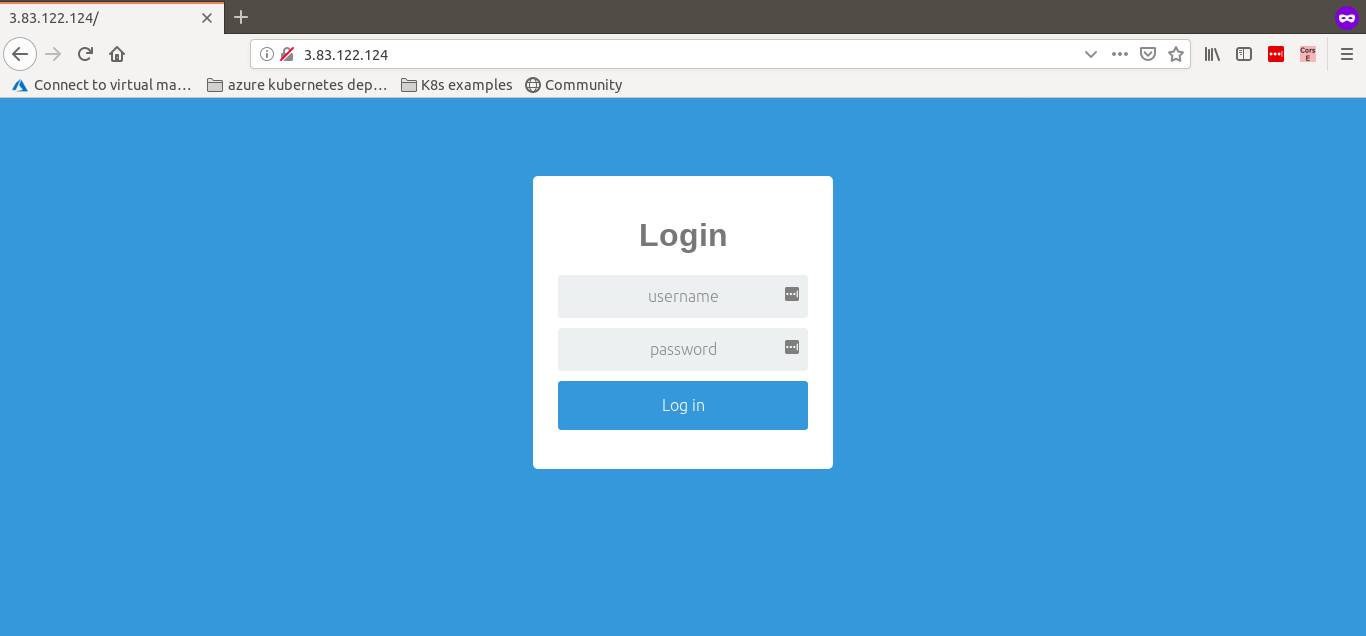 3.83.122.124/
3.83.122.124
Cors
E
Connect to virtual ma…
azure kubernetes dep…
K8s examples
Community
Login
username
password
Log in